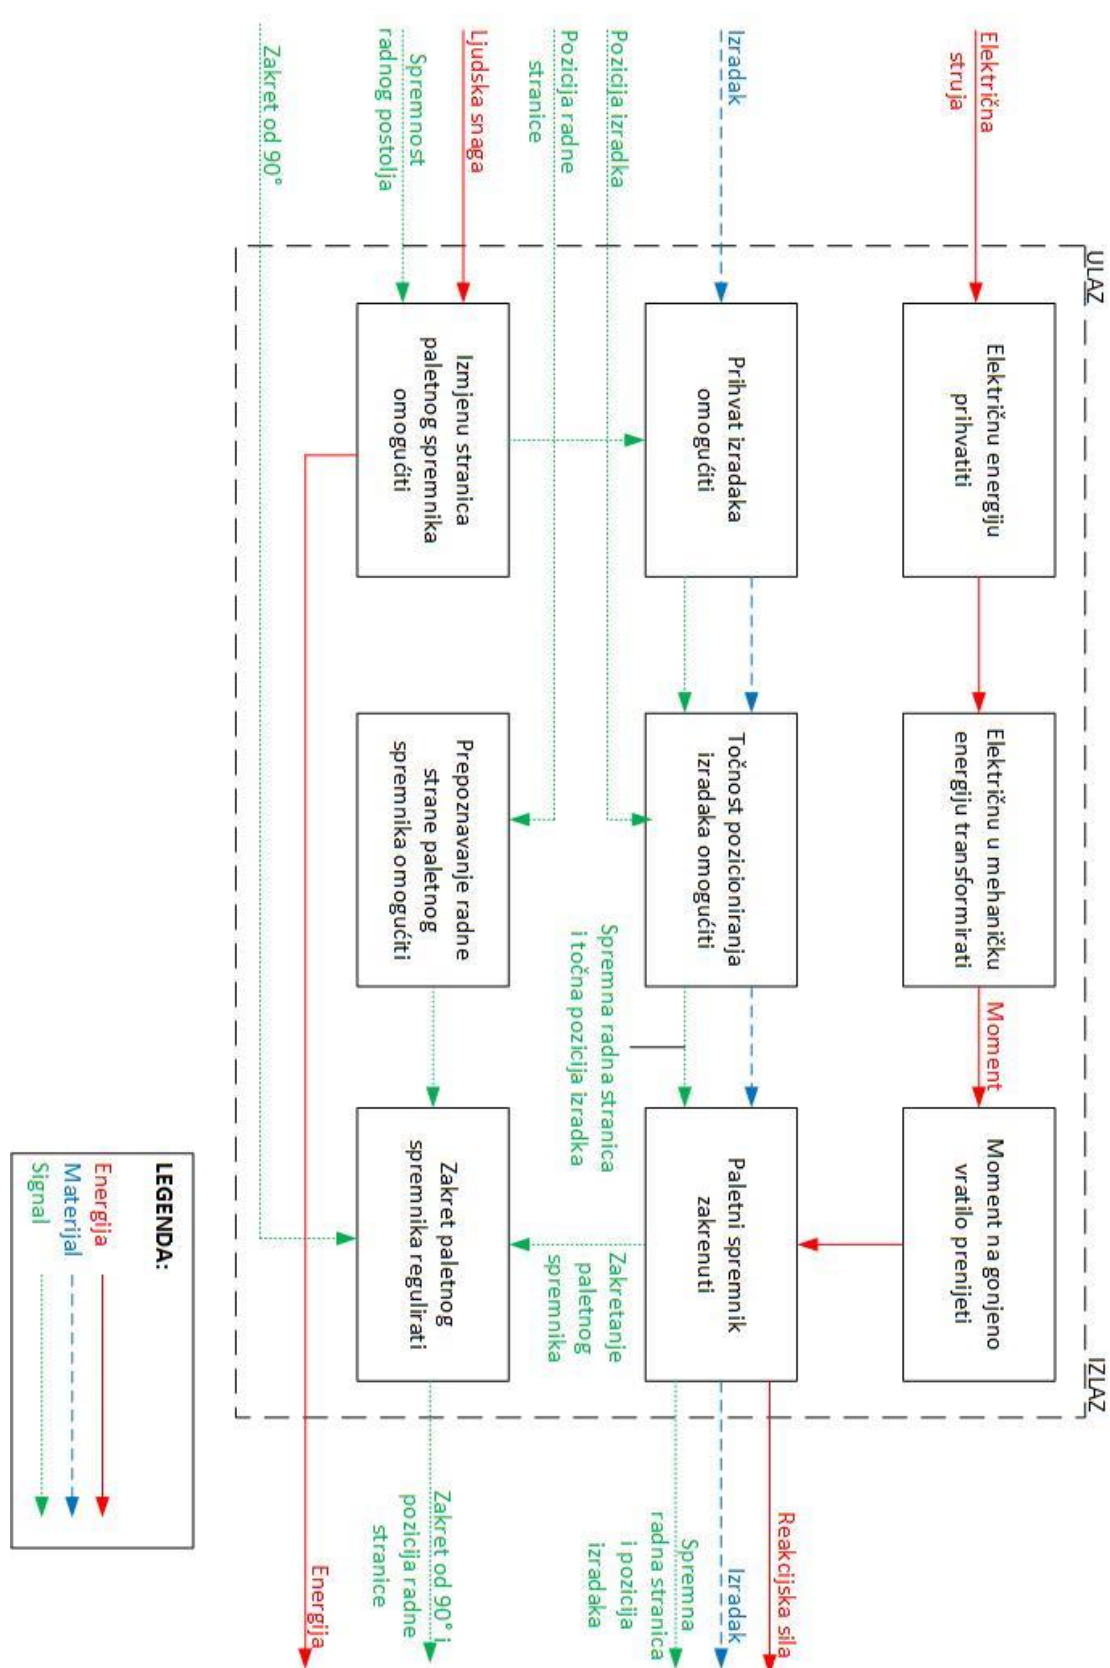 ULAZ
IZLAZ
Električna
struja
Električnu energiju
prihvatiti
Električnu u mehaničku
energiju transformirati
Moment
Moment na gonjeno
vratilo prenijeti
Reakcijska sila
Izradak
Prihvat izradaka
omogućiti
Točnost pozicioniranja
izradaka omogućiti
Paletni spremnik
zakrenuti
Izradak
Spremna
radna stranica
i pozicija
izradaka
Pozicija izradka
Pozicija radne
stranice
Spremna radna stranica
i točna pozicija izradka
Zakretanje
paletnog
spremnika
Ljudska snaga
Spremnost
radnog postolja
Izmjenu stranica
paletnog spremnika
omogućiti
Prepoznavanje radne
strane paletnog
spremnika omogućiti
Zakret paletnog
spremnika regulirati
Zakret od 90° i
pozicija radne
stranice
Energija
Zakret od 90°
LEGENDA:
Energija
Materijal
Signal